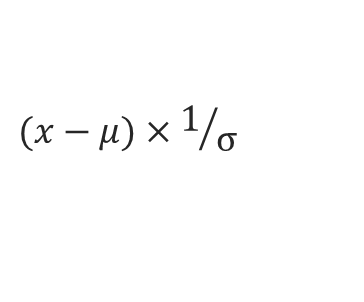 (x − μ) × 1/σ